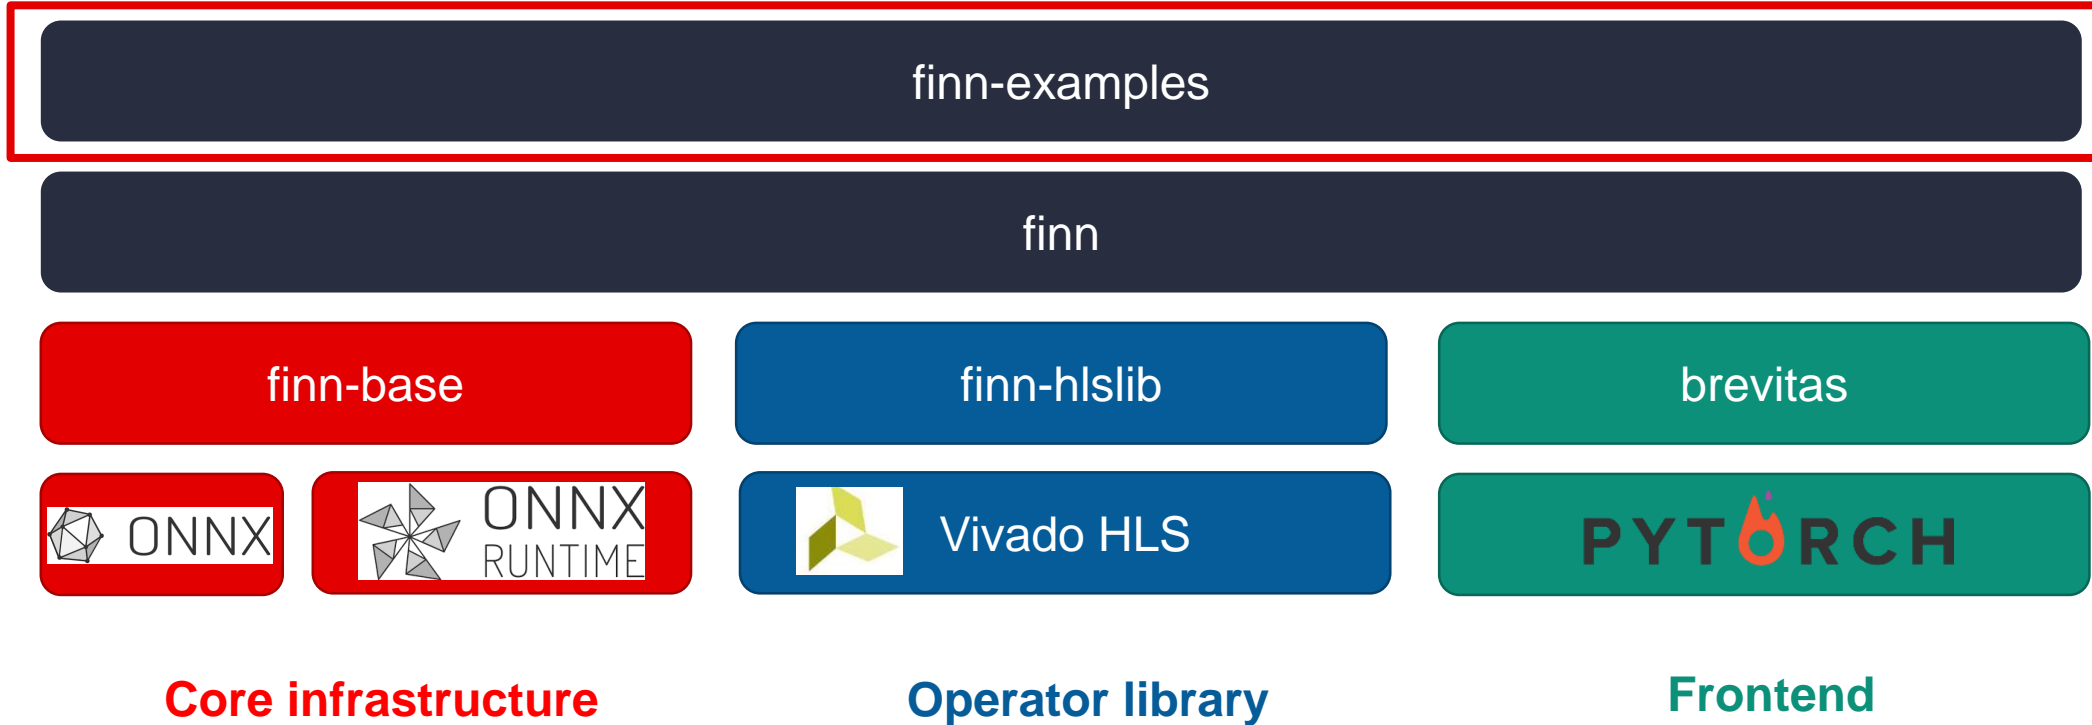 finn-examples
finn
finn-base
finn-hlslib
brevitas
ONNX
ONNX
RUNTIME
Vivado HLS
PYTORCH
Core infrastructure
Operator library
Frontend